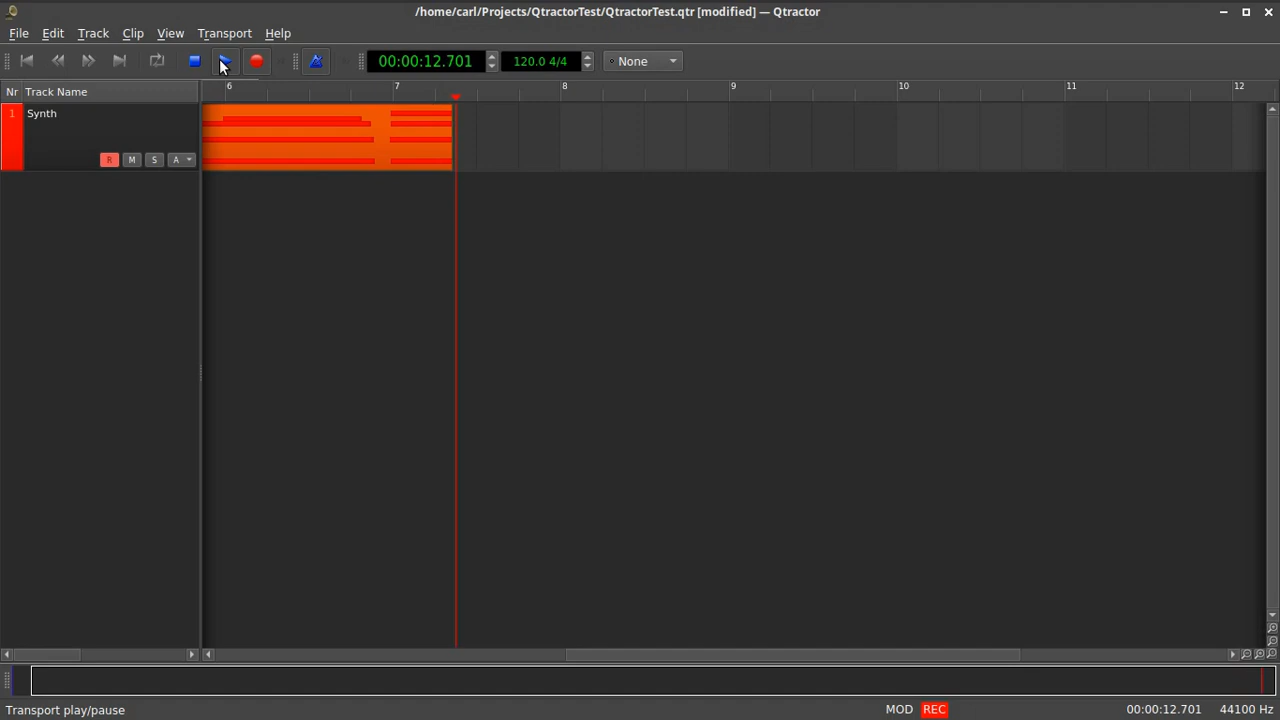 /home/carl/Projects/QtractorTest/QtractorTest.qtr [modified] — Qtractor
File Edit Track Clip View Transport Help
00:00:12.701 120.0 4/4 None
Nr Track Name 6 7 8 9 10 11 12
1 Synth
R M S A
Transport play/pause MOD REC 00:00:12.701 44100 Hz